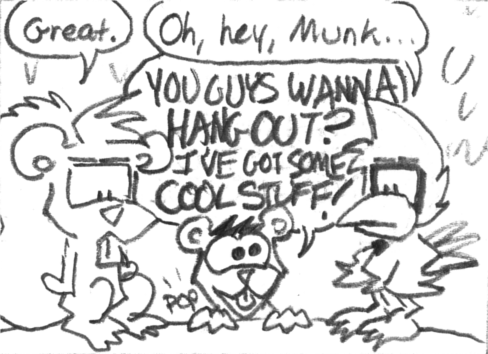 Great.
Oh, hey, Munk...
YOU GUYS WANNA
HANG OUT?
I'VE GOT SOME
COOL STUFF!
POP